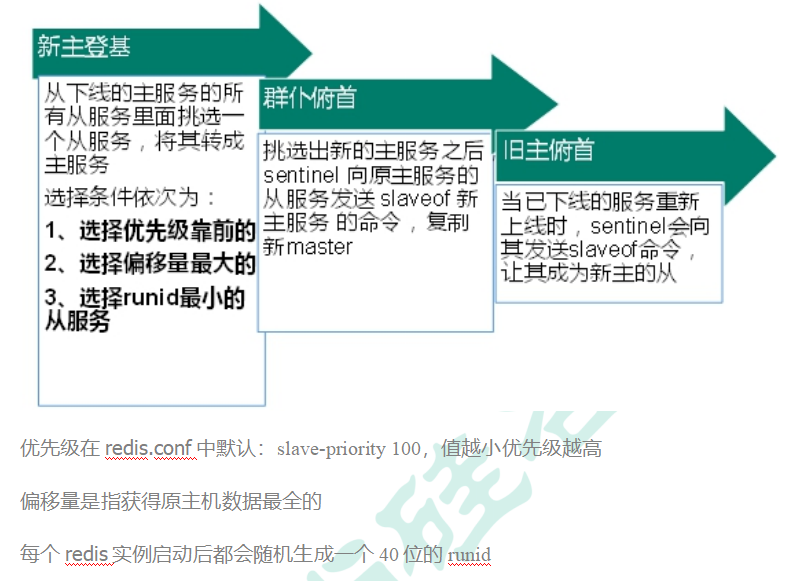 新主登基
从下线的主服务的所
有从服务里面挑选一
个从服务，将其转成
主服务
选择条件依次为：
1、选择优先级靠前的
2、选择偏移量最大的
3、选择runid最小的
从服务
群仆俯首
挑选出新的主服务之后，
sentinel 向原主服务的
从服务发送 slaveof 新
主服务 的命令，复制
新master
旧主俯首
当已下线的服务重新
上线时，sentinel会向
其发送slaveof命令，
让其成为新主的从
优先级在 redis.conf 中默认：slave-priority 100，值越小优先级越高
偏移量是指获得原主机数据最全的
每个 redis 实例启动后都会随机生成一个 40 位的 runid